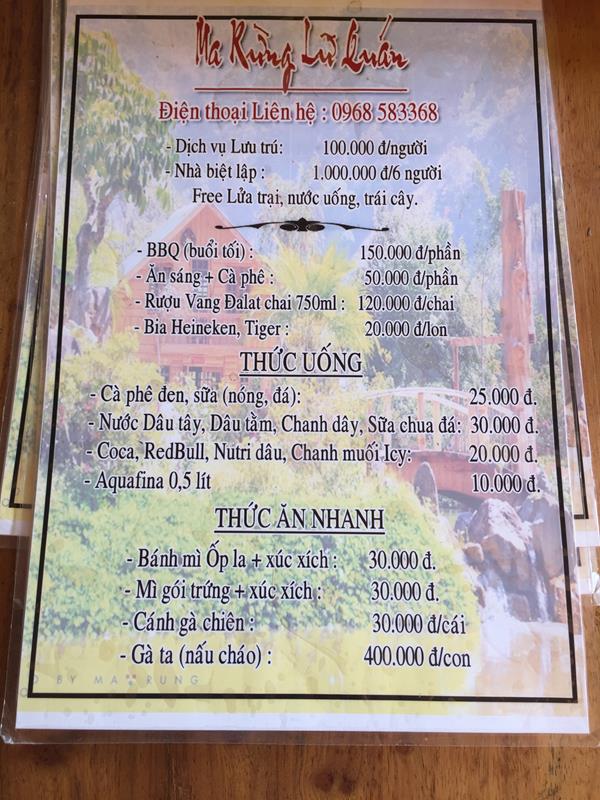 Ma Rừng Lữ Quán
Điện thoại Liên hệ : 0968 583368
- Dịch vụ Lưu trú: 100.000 đ/người
- Nhà biệt lập : 1.000.000 đ/6 người
Free Lửa trại, nước uống, trái cây.
- BBQ (buổi tối) : 150.000 đ/phần
- Ăn sáng + Cà phê : 50.000 đ/phần
- Rượu Vang Đalat chai 750ml : 120.000 đ/chai
- Bia Heineken, Tiger : 20.000 đ/lon
THỨC UỐNG
- Cà phê đen, sữa (nóng, đá): 25.000 đ.
- Nước Dâu tây, Dâu tằm, Chanh dây, Sữa chua đá: 30.000 đ.
- Coca, RedBull, Nutri dâu, Chanh muối Icy: 20.000 đ.
- Aquafina 0,5 lít 10.000 đ.
THỨC ĂN NHANH
- Bánh mì Ốp la + xúc xích : 30.000 đ.
- Mì gói trứng + xúc xích : 30.000 đ.
- Cánh gà chiên : 30.000 đ/cái
- Gà ta (nấu cháo) : 400.000 đ/con
BY MA RUNG